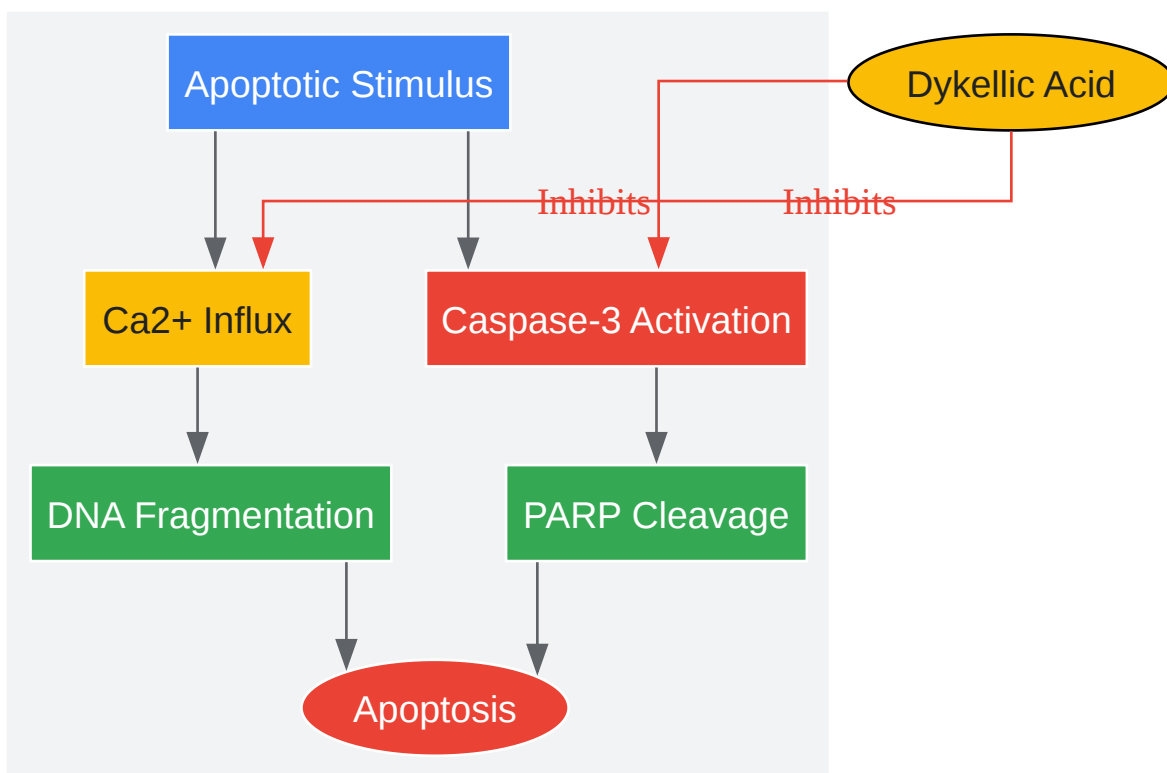 Apoptotic Stimulus
Dykellic Acid
Inhibits
Inhibits
Ca2+ Influx
Caspase-3 Activation
DNA Fragmentation
PARP Cleavage
Apoptosis